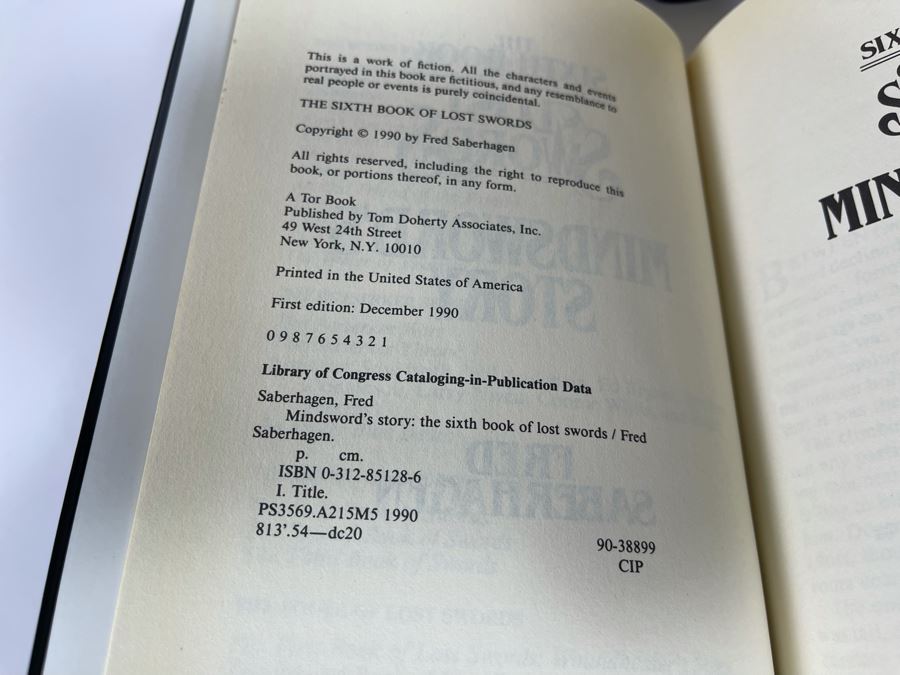 This is a work of fiction. All the characters and events
portrayed in this book are fictitious, and any resemblance to
real people or events is purely coincidental.
THE SIXTH BOOK OF LOST SWORDS
Copyright © 1990 by Fred Saberhagen
All rights reserved, including the right to reproduce this
book, or portions thereof, in any form.
A Tor Book
Published by Tom Doherty Associates, Inc.
49 West 24th Street
New York, N.Y. 10010
Printed in the United States of America
First edition: December 1990
0 9 8 7 6 5 4 3 2 1
Library of Congress Cataloging-in-Publication Data
Saberhagen, Fred
Mindsword's story: the sixth book of lost swords / Fred
Saberhagen.
p. cm.
ISBN 0-312-85128-6
I. Title.
PS3569.A215M5 1990
813'.54—dc20
90-38899
CIP
SIX
S
MIN